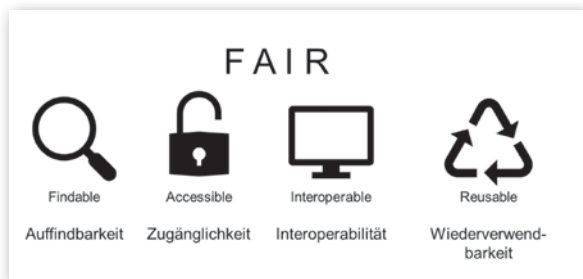 FAIR
Findable Accessible Interoperable Reusable
Auffindbarkeit Zugänglichkeit Interoperabilität Wiederverwend-
barkeit